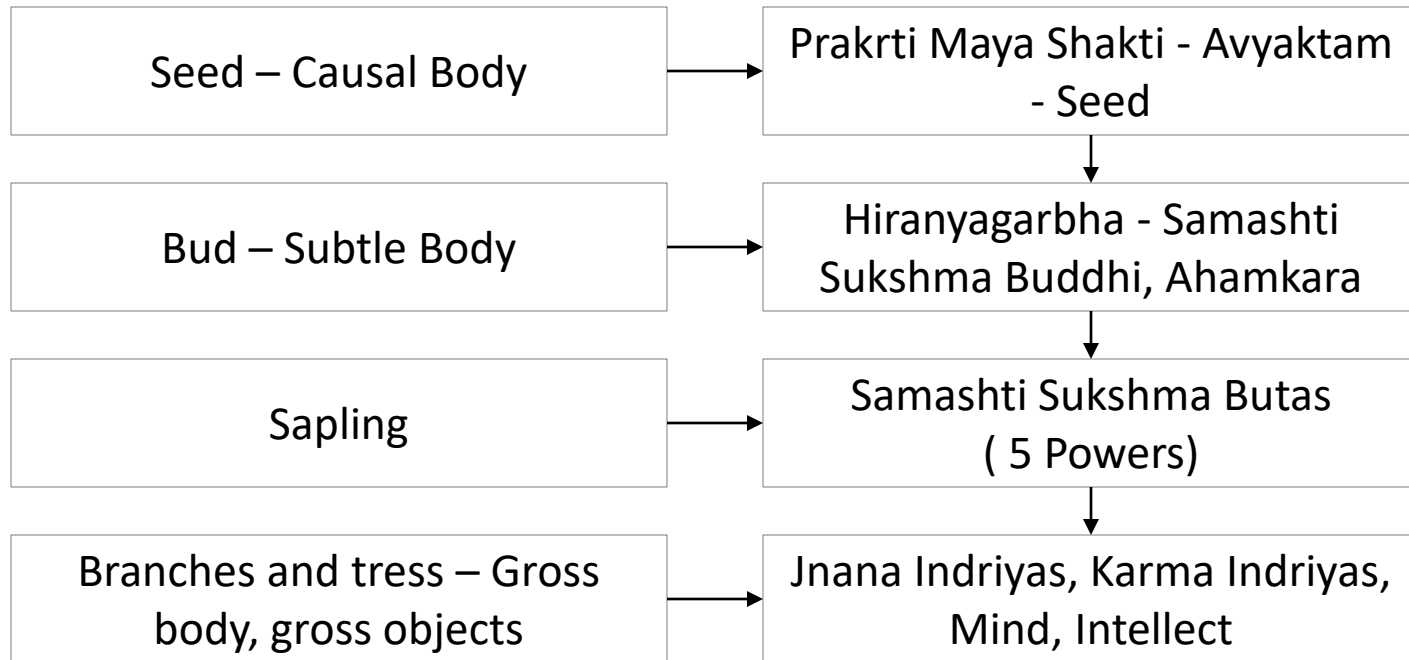 Seed – Causal Body
Prakrti Maya Shakti - Avyaktam
- Seed
Bud – Subtle Body
Hiranyagarbha - Samashti
Sukshma Buddhi, Ahamkara
Sapling
Samashti Sukshma Butas
( 5 Powers)
Branches and tress – Gross
body, gross objects
Jnana Indriyas, Karma Indriyas,
Mind, Intellect